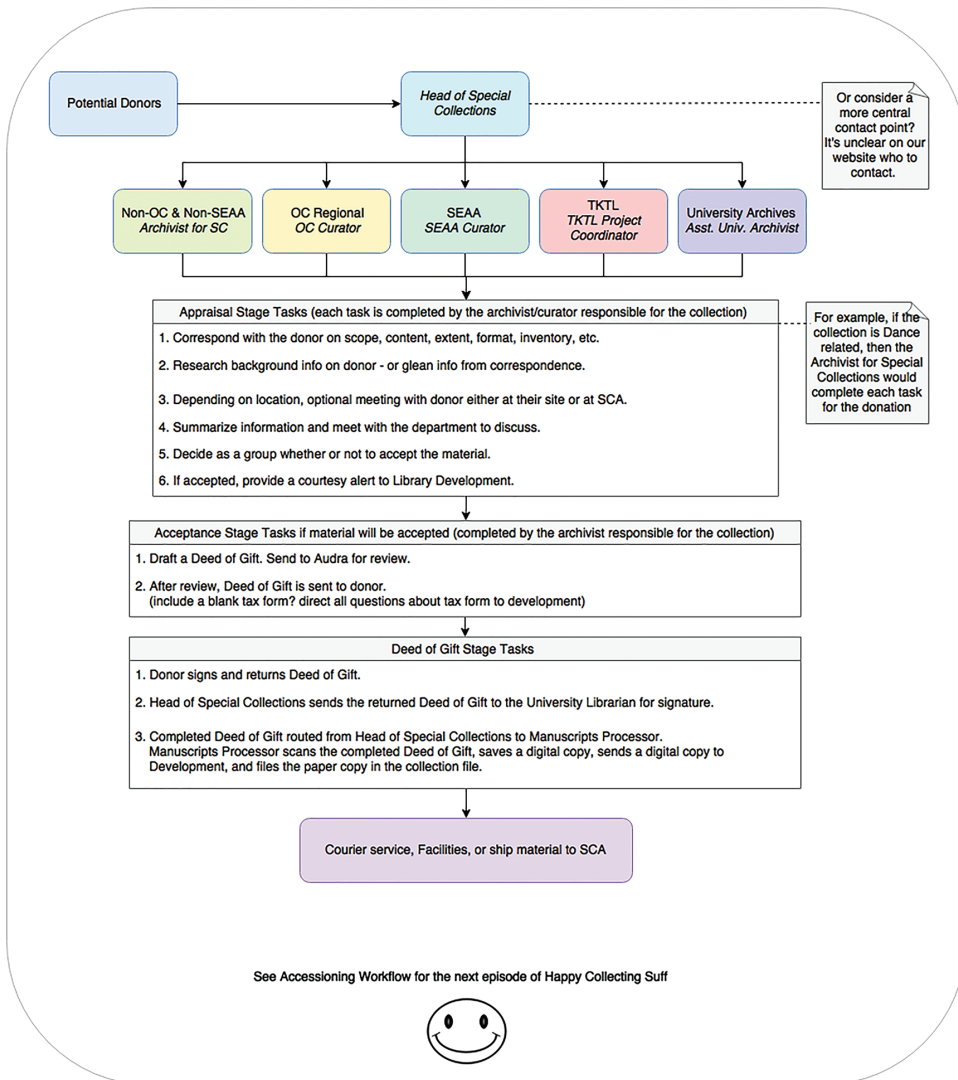 Potential Donors
Head of Special
Collections
Or consider a
more central
contact point?
It's unclear on our
website who to
contact.
Non-OC & Non-SEAA
Archivist for SC
OC Regional
OC Curator
SEAA
SEAA Curator
TKTL
TKTL Project
Coordinator
University Archives
Asst. Univ. Archivist
Appraisal Stage Tasks (each task is completed by the archivist/curator responsible for the collection)
1. Correspond with the donor on scope, content, extent, format, inventory, etc.
2. Research background info on donor - or glean info from correspondence.
3. Depending on location, optional meeting with donor either at their site or at SCA.
4. Summarize information and meet with the department to discuss.
5. Decide as a group whether or not to accept the material.
6. If accepted, provide a courtesy alert to Library Development.
For example, if the
collection is Dance
related, then the
Archivist for Special
Collections would
complete each task
for the donation
Acceptance Stage Tasks if material will be accepted (completed by the archivist responsible for the collection)
1. Draft a Deed of Gift. Send to Audra for review.
2. After review, Deed of Gift is sent to donor.
(include a blank tax form? direct all questions about tax form to development)
Deed of Gift Stage Tasks
1. Donor signs and returns Deed of Gift.
2. Head of Special Collections sends the returned Deed of Gift to the University Librarian for signature.
3. Completed Deed of Gift routed from Head of Special Collections to Manuscripts Processor.
Manuscripts Processor scans the completed Deed of Gift, saves a digital copy, sends a digital copy to
Development, and files the paper copy in the collection file.
Courier service, Facilities, or ship material to SCA
See Accessioning Workflow for the next episode of Happy Collecting Suff